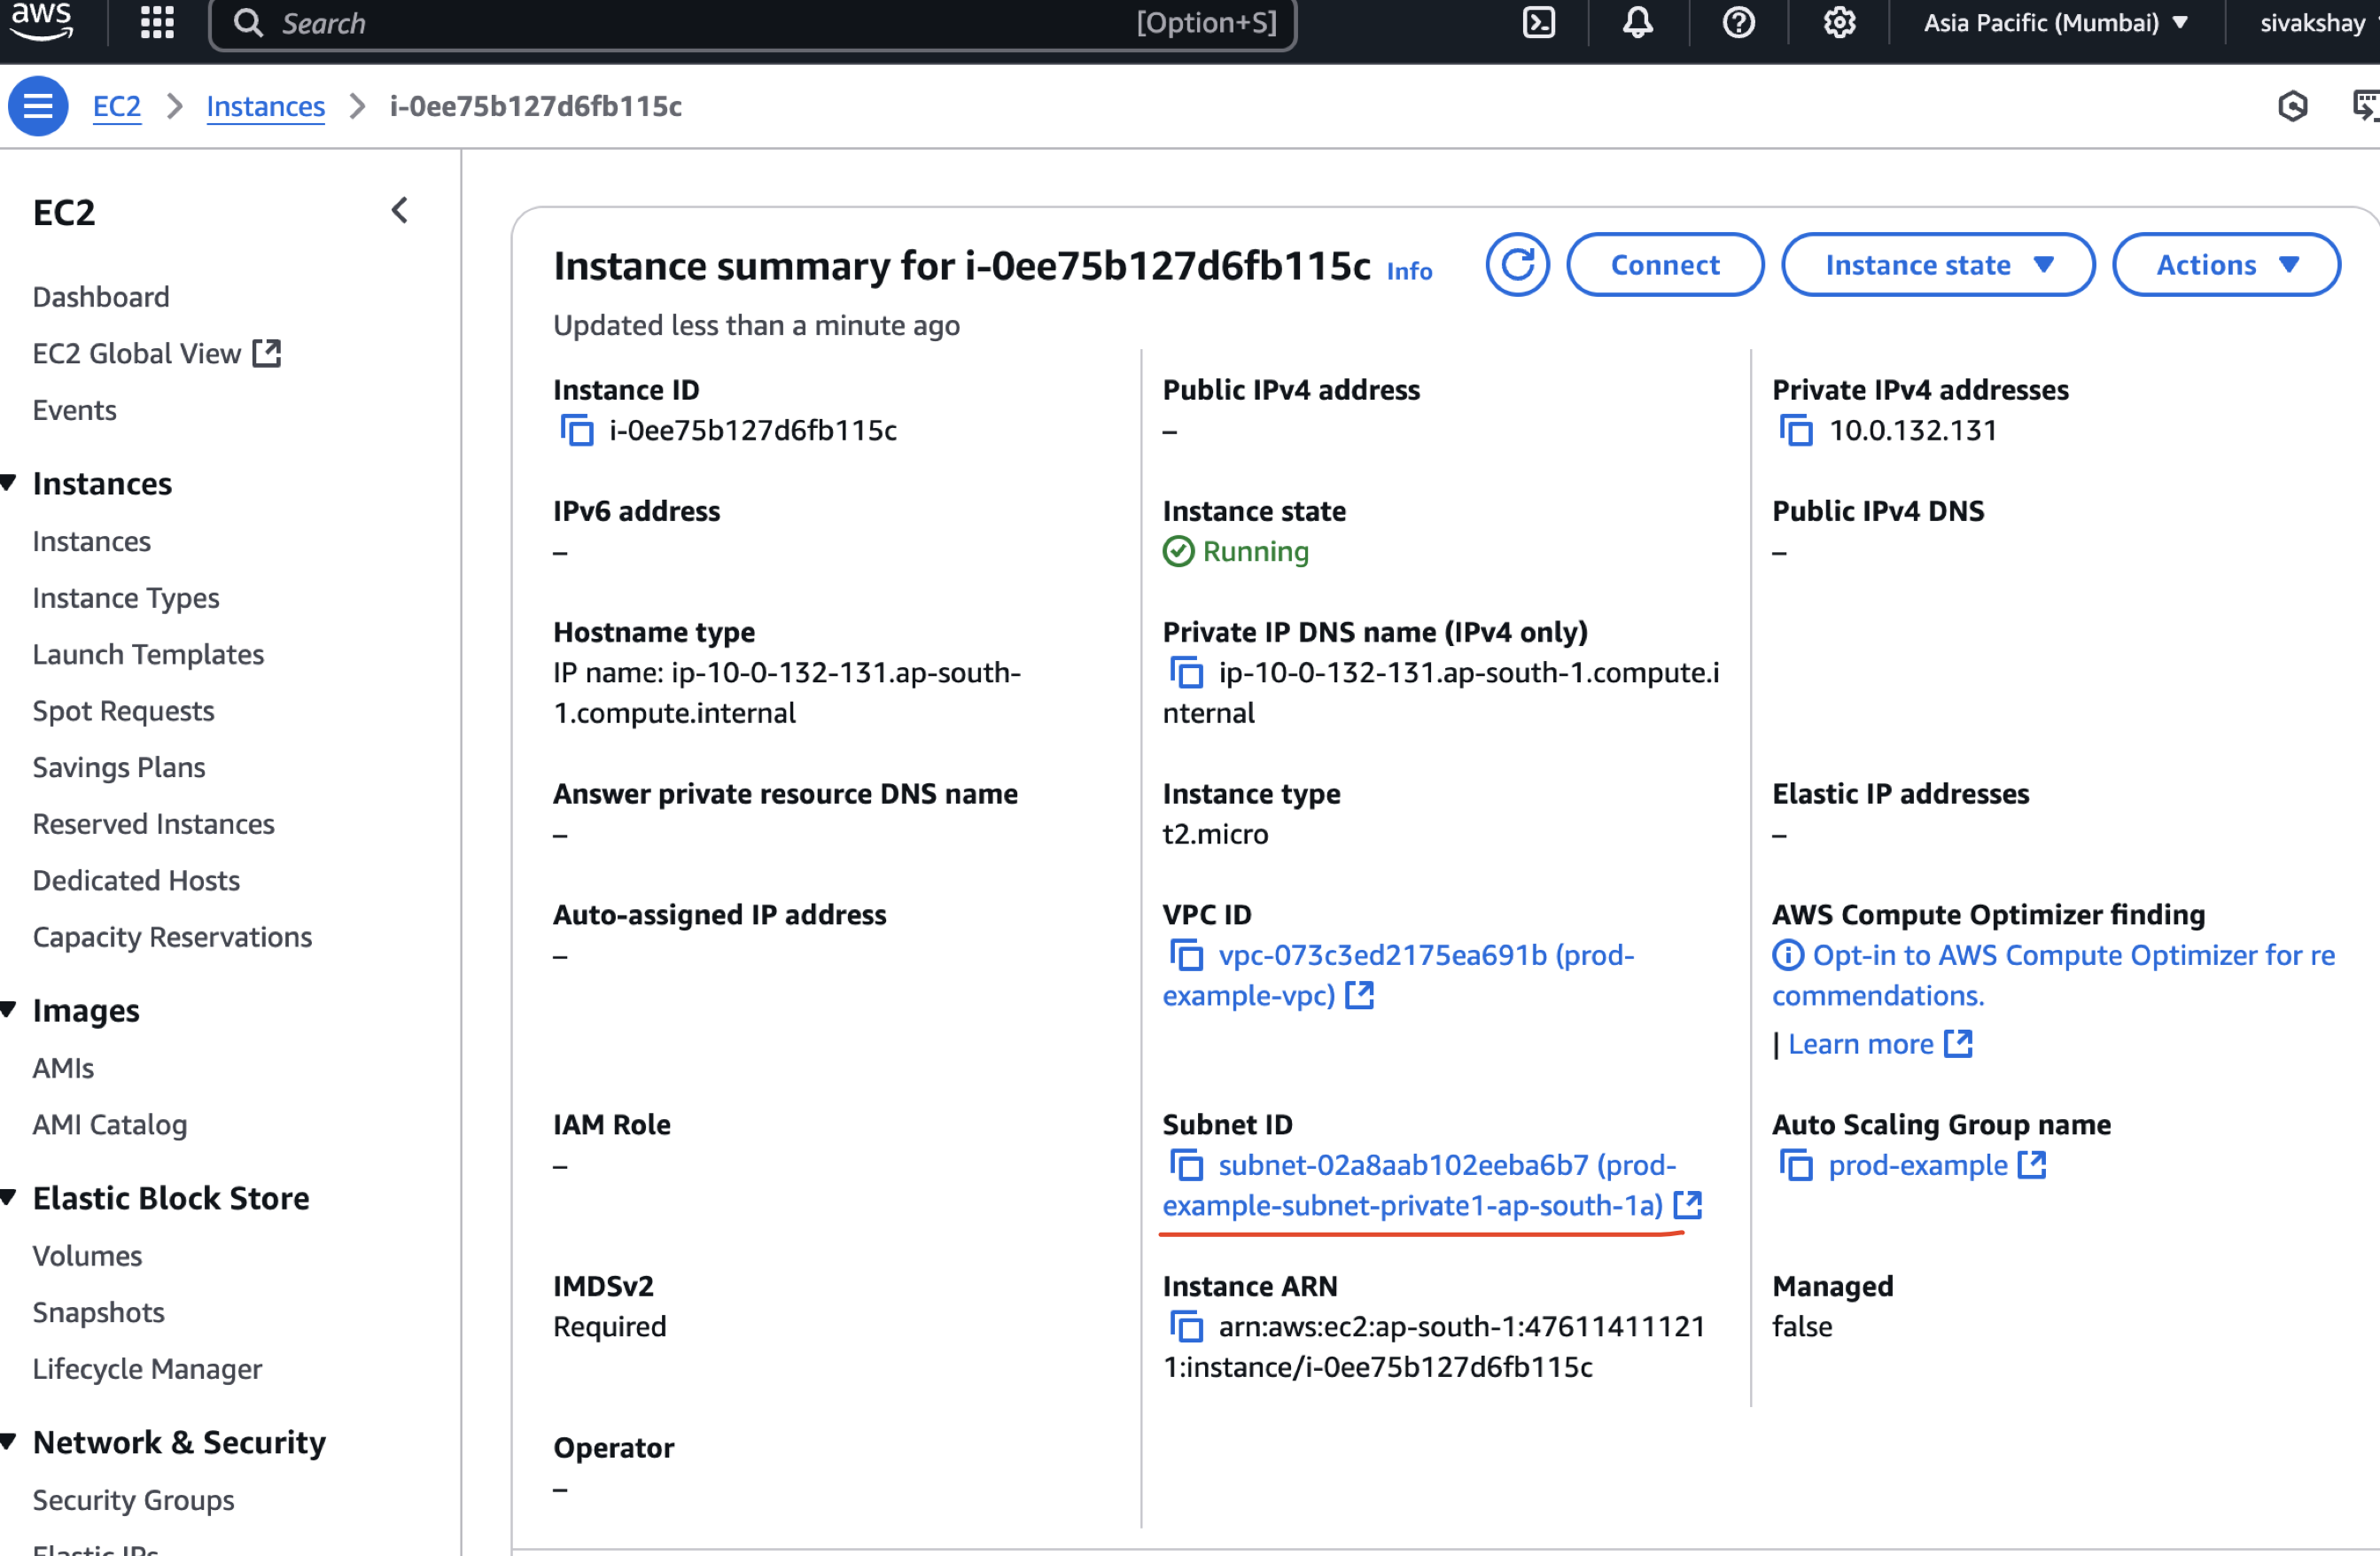 aws
Search
[Option+S]
Asia Pacific (Mumbai)
sivakshay
EC2
Instances
i-0ee75b127d6fb115c
EC2
Dashboard
EC2 Global View
Events
Instances
Instances
Instance Types
Launch Templates
Spot Requests
Savings Plans
Reserved Instances
Dedicated Hosts
Capacity Reservations
Images
AMIs
AMI Catalog
Elastic Block Store
Volumes
Snapshots
Lifecycle Manager
Network & Security
Security Groups
Elastic IPs
Instance summary for i-0ee75b127d6fb115c Info
Connect
Instance state
Actions
Updated less than a minute ago
Instance ID
i-0ee75b127d6fb115c
Public IPv4 address
–
Private IPv4 addresses
10.0.132.131
IPv6 address
–
Instance state
Running
Public IPv4 DNS
–
Hostname type
IP name: ip-10-0-132-131.ap-south-
1.compute.internal
Private IP DNS name (IPv4 only)
ip-10-0-132-131.ap-south-1.compute.i
nternal
Answer private resource DNS name
–
Instance type
t2.micro
Elastic IP addresses
–
Auto-assigned IP address
–
VPC ID
vpc-073c3ed2175ea691b (prod-
example-vpc)
AWS Compute Optimizer finding
Opt-in to AWS Compute Optimizer for re
commendations.
| Learn more
IAM Role
–
Subnet ID
subnet-02a8aab102eeba6b7 (prod-
example-subnet-private1-ap-south-1a)
Auto Scaling Group name
prod-example
IMDSv2
Required
Instance ARN
arn:aws:ec2:ap-south-1:47611411121
1:instance/i-0ee75b127d6fb115c
Managed
false
Operator
–